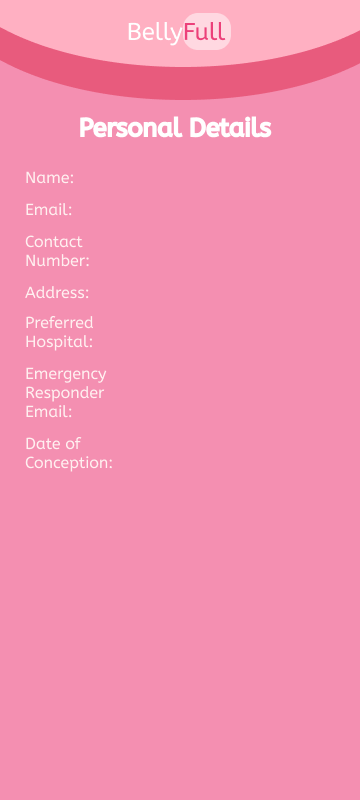 BellyFull
Personal Details
Name:
Email:
Contact
Number:
Address:
Preferred
Hospital:
Emergency
Responder
Email:
Date of
Conception: